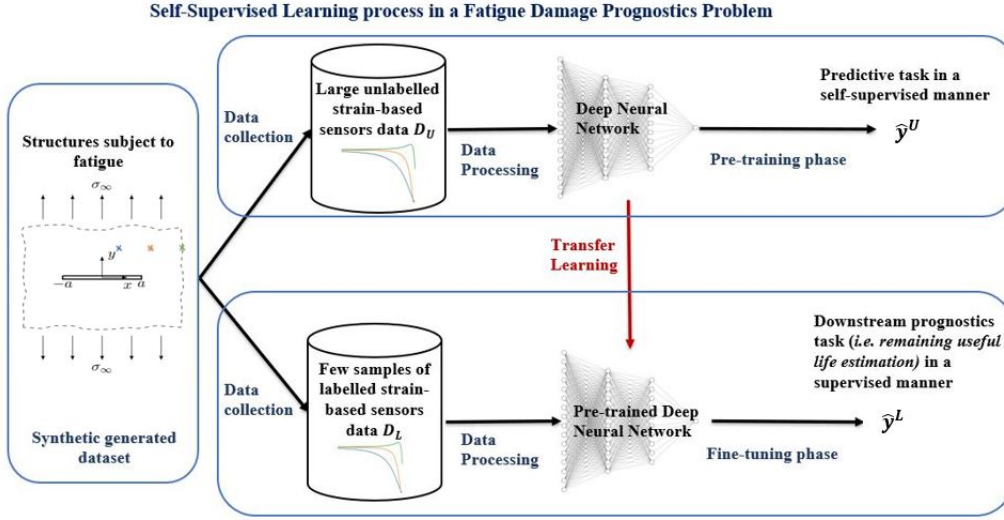 Self-Supervised Learning process in a Fatigue Damage Prognostics Problem
Structures subject to
fatigue
σ∞
y
−a
x
a
σ∞
Synthetic generated
dataset
Data
collection
Large unlabelled
strain-based
sensors data D_U
Data
Processing
Deep Neural
Network
Pre-training phase
Predictive task in a
self-supervised manner
ŷ^U
Transfer
Learning
Data
collection
Few samples of
labelled strain-
based sensors
data D_L
Data
Processing
Pre-trained Deep
Neural Network
Fine-tuning phase
Downstream prognostics
task (i.e. remaining useful
life estimation) in a
supervised manner
ŷ^L